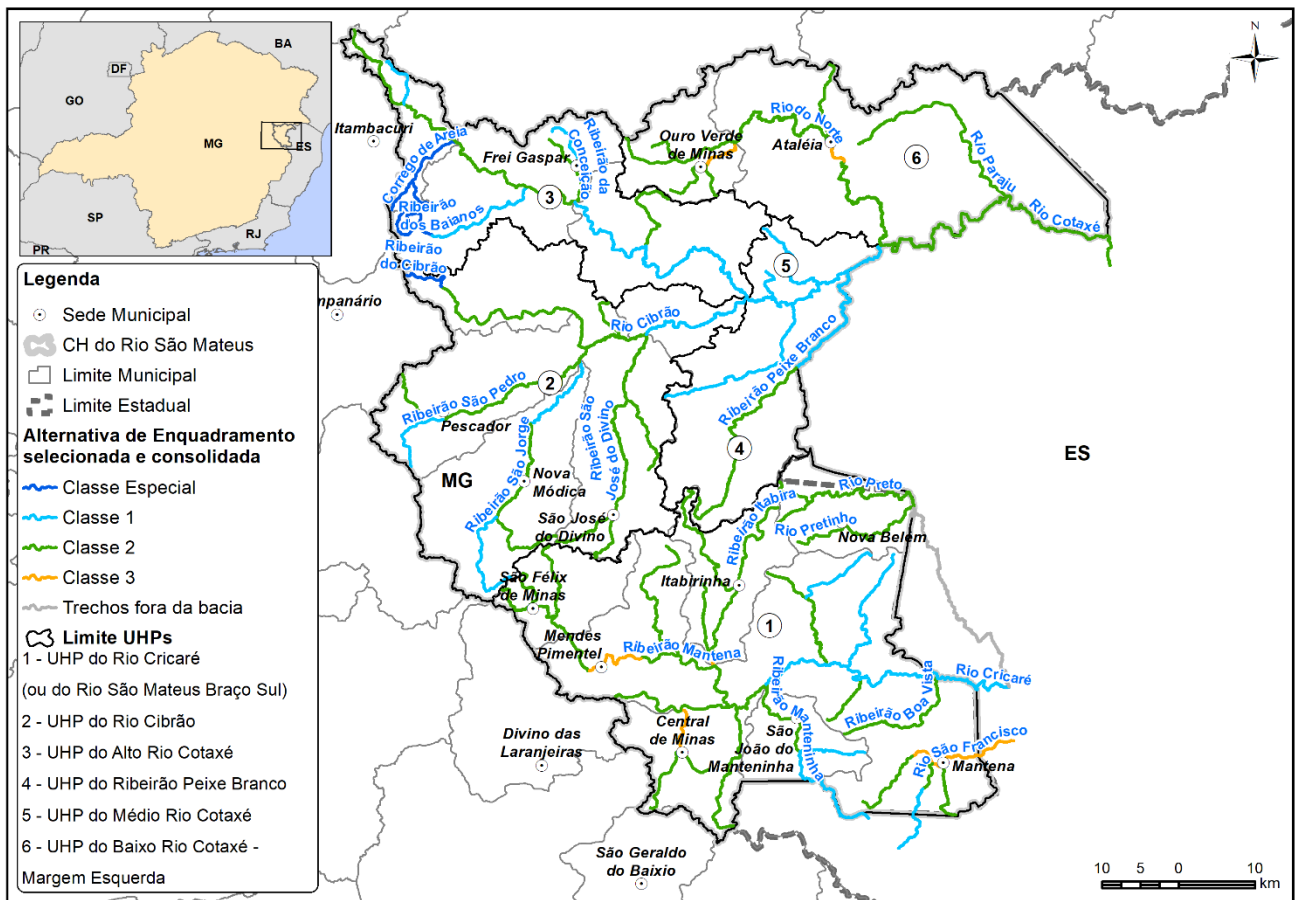 BA
DF
GO
MG
ES
SP
RJ
PR
N
Legenda
Sede Municipal
CH do Rio São Mateus
Limite Municipal
Limite Estadual
Alternativa de Enquadramento
selecionada e consolidada
Classe Especial
Classe 1
Classe 2
Classe 3
Trechos fora da bacia
Limite UHPs
1 - UHP do Rio Cricaré
(ou do Rio São Mateus Braço Sul)
2 - UHP do Rio Cibrão
3 - UHP do Alto Rio Cotaxé
4 - UHP do Ribeirão Peixe Branco
5 - UHP do Médio Rio Cotaxé
6 - UHP do Baixo Rio Cotaxé -
Margem Esquerda
Itambacuri
Corrego de Areia
Frei Gaspar
Ribeirão da
Conceição
Ouro Verde
de Minas
Rio do Norte
Ataléia
6
Rio Paraju
Rio Cotaxé
3
Ribeirão
dos Baianos
Ribeirão
do Cibrão
mpanário
5
Rio Cibrão
Ribeirão Peixe Branco
2
Ribeirão São Pedro
Pescador
Ribeirão São Jorge
Ribeirão São
José do Divino
4
MG
ES
Nova
Módica
São José
do Divino
Ribeirão Itabira
Rio Preto
Rio Pretinho
Nova Belém
São Félix
de Minas
Itabirinha
1
Mendes
Pimentel
Ribeirão Mantena
Ribeirão Manteninha
Rio Cricaré
Ribeirão Boa Vista
Central
de Minas
São
João do
Manteninha
Rio São Francisco
Mantena
Divino das
Laranjeiras
São Geraldo
do Baixio
10 5 0 10
km